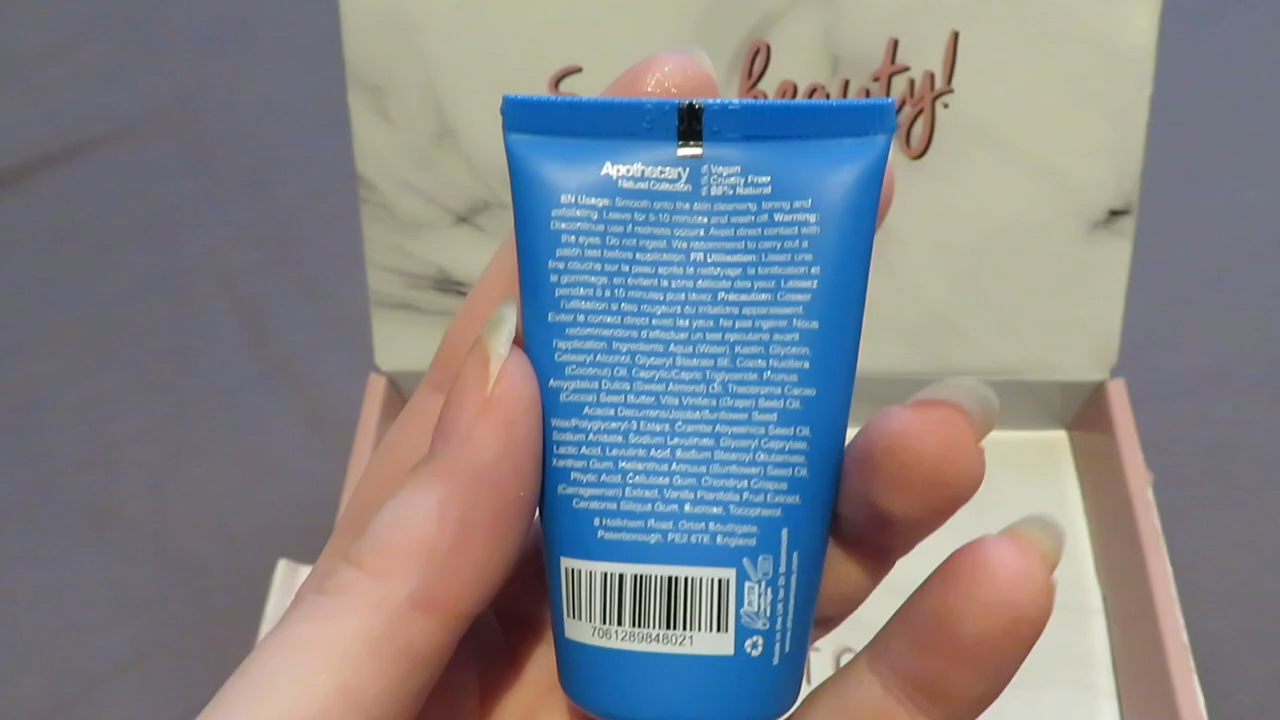 beauty!
Apothecary
Natural Collection
Vegan
Cruelty Free
98% Natural
EN Usage: Smooth onto the skin cleansing, toning and
exfoliating. Leave for 5-10 minutes and wash off. Warning:
Discontinue use if redness occurs. Avoid direct contact with
the eyes. Do not ingest. We recommend to carry out a
patch test before application. FR Utilisation: Lissez une
fine couche sur la peau après le nettoyage, la tonification et
le gommage, en évitant la zone délicate des yeux. Laissez
pendant 5 à 10 minutes puis lavez. Précaution: Cesser
l'utilisation si des rougeurs ou irritations apparaissent.
Eviter le contact direct avec les yeux. Ne pas ingérer. Nous
recommendons d'effectuer un test épicutané avant
l'application. Ingredients: Aqua (Water), Kaolin, Glycerin,
Cetearyl Alcohol, Glyceryl Stearate SE, Cocos Nucifera
(Coconut) Oil, Caprylic/Capric Triglyceride, Prunus
Amygdalus Dulcis (Sweet Almond) Oil, Theobroma Cacao
(Cocoa) Seed Butter, Vitis Vinifera (Grape) Seed Oil,
Acacia Decurrens/Jojoba/Sunflower Seed
Wax/Polyglyceryl-3 Esters, Crambe Abyssinica Seed Oil,
Sodium Anisate, Sodium Levulinate, Glyceryl Caprylate,
Lactic Acid, Levulinic Acid, Sodium Stearoyl Glutamate,
Xanthan Gum, Helianthus Annuus (Sunflower) Seed Oil,
Phytic Acid, Cellulose Gum, Chondrus Crispus
(Carrageenan) Extract, Vanilla Planifolia Fruit Extract,
Ceratonia Siliqua Gum, Sucrose, Tocopherol
8 Holkham Road, Orton Southgate,
Peterborough, PE2 6TE. England
7061289848021
Made in the UK for Dr Botanicals